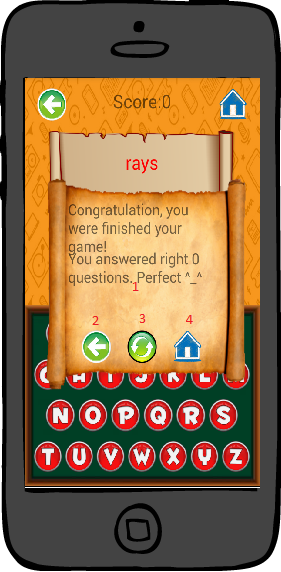 Score:0
rays
Congratulation, you
were finished your
game!
You answered right 0
questions. Perfect ^_^
1
2 3 4
G H I J K L M
N O P Q R S
T U V W X Y Z